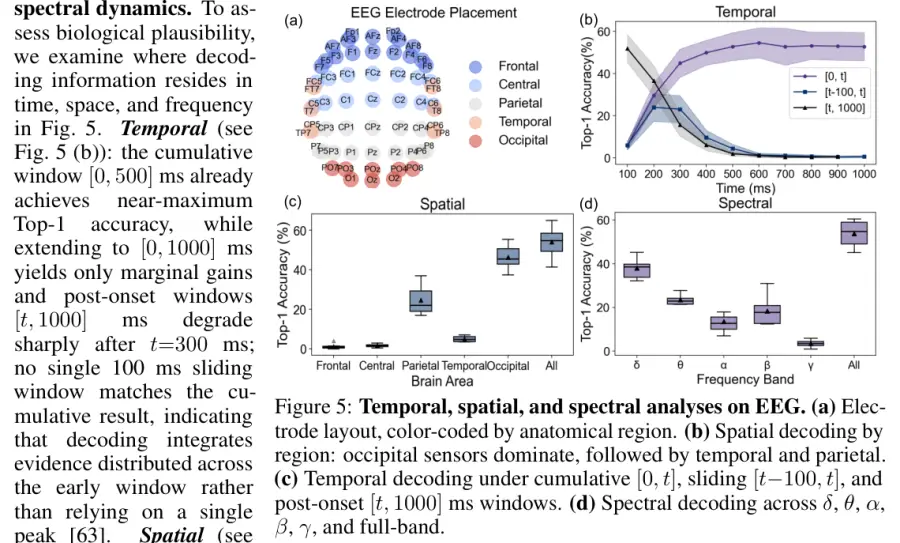 spectral dynamics. To as-
sess biological plausibility,
we examine where decod-
ing information resides in
time, space, and frequency
in Fig. 5. Temporal (see
Fig. 5 (b)): the cumulative
window [0, 500] ms already
achieves near-maximum
Top-1 accuracy, while
extending to [0, 1000] ms
yields only marginal gains
and post-onset windows
[t, 1000] ms degrade
sharply after t=300 ms;
no single 100 ms sliding
window matches the cu-
mulative result, indicating
that decoding integrates
evidence distributed across
the early window rather
than relying on a single
peak [63]. Spatial (see
(a)
EEG Electrode Placement
Fp1 AFz Fp2
AF7 AF3 AF4 AF8
F7 F5 F3 F1 Fz F2 F4 F6 F8
FC5 FC3 FC1 FCz FC2 FC4 FC6
FT7 FT8
C5 C3 C1 Cz C2 C4 C6
T7 T8
CP5 CP3 CP1 CPz CP2 CP4 CP6
TP7 TP8
P7 P5 P3 P1 Pz P2 P4 P6 P8
PO7 PO3 POz PO4 PO8
O1 Oz O2
Frontal
Central
Parietal
Temporal
Occipital
(b)
Temporal
Top-1 Accuracy(%)
60
40
20
0
[0, t]
[t-100, t]
[t, 1000]
100 200 300 400 500 600 700 800 900 1000
Time (ms)
(c)
Spatial
Top-1 Accuracy (%)
60
40
20
0
Frontal Central Parietal Temporal Occipital All
Brain Area
(d)
Spectral
Top-1 Accuracy (%)
60
40
20
0
δ θ α β γ All
Frequency Band
Figure 5: Temporal, spatial, and spectral analyses on EEG. (a) Elec-
trode layout, color-coded by anatomical region. (b) Spatial decoding by
region: occipital sensors dominate, followed by temporal and parietal.
(c) Temporal decoding under cumulative [0, t], sliding [t−100, t], and
post-onset [t, 1000] ms windows. (d) Spectral decoding across δ, θ, α,
β, γ, and full-band.